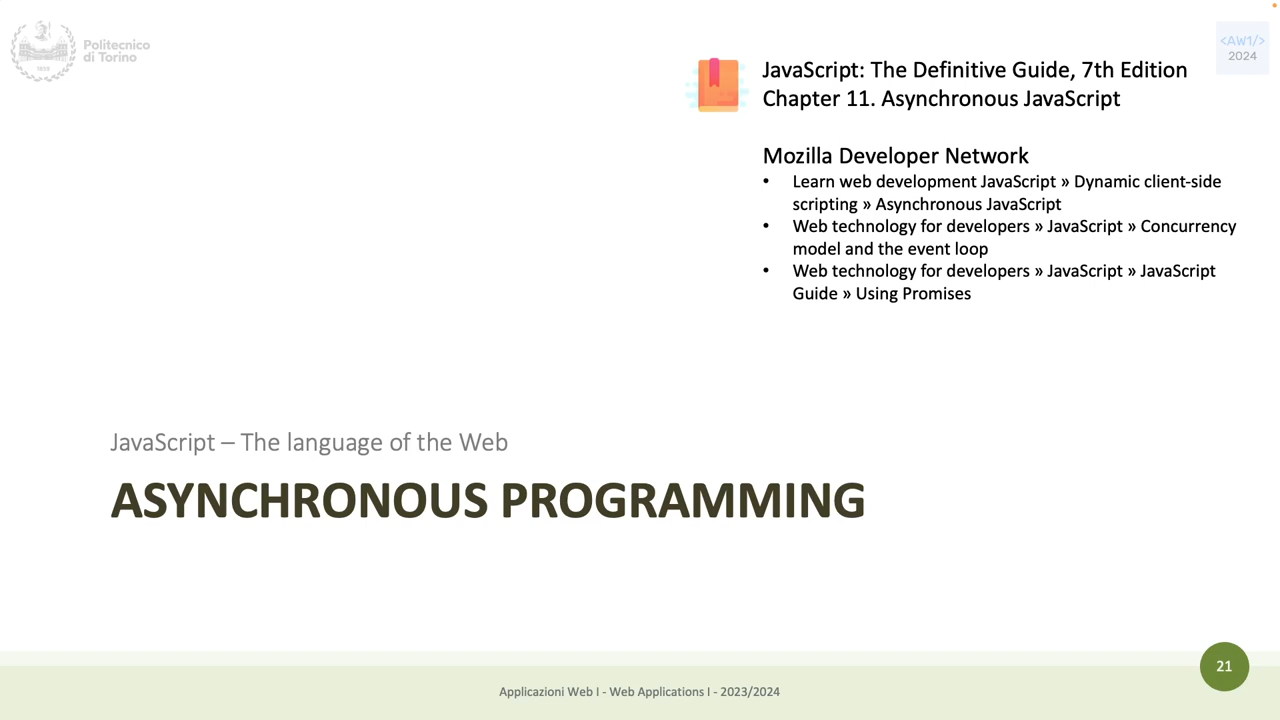 Politecnico
di Torino
1859
<AW1/>
2024
JavaScript: The Definitive Guide, 7th Edition
Chapter 11. Asynchronous JavaScript
Mozilla Developer Network
• Learn web development JavaScript » Dynamic client-side
scripting » Asynchronous JavaScript
• Web technology for developers » JavaScript » Concurrency
model and the event loop
• Web technology for developers » JavaScript » JavaScript
Guide » Using Promises
JavaScript – The language of the Web
ASYNCHRONOUS PROGRAMMING
21
Applicazioni Web I - Web Applications I - 2023/2024